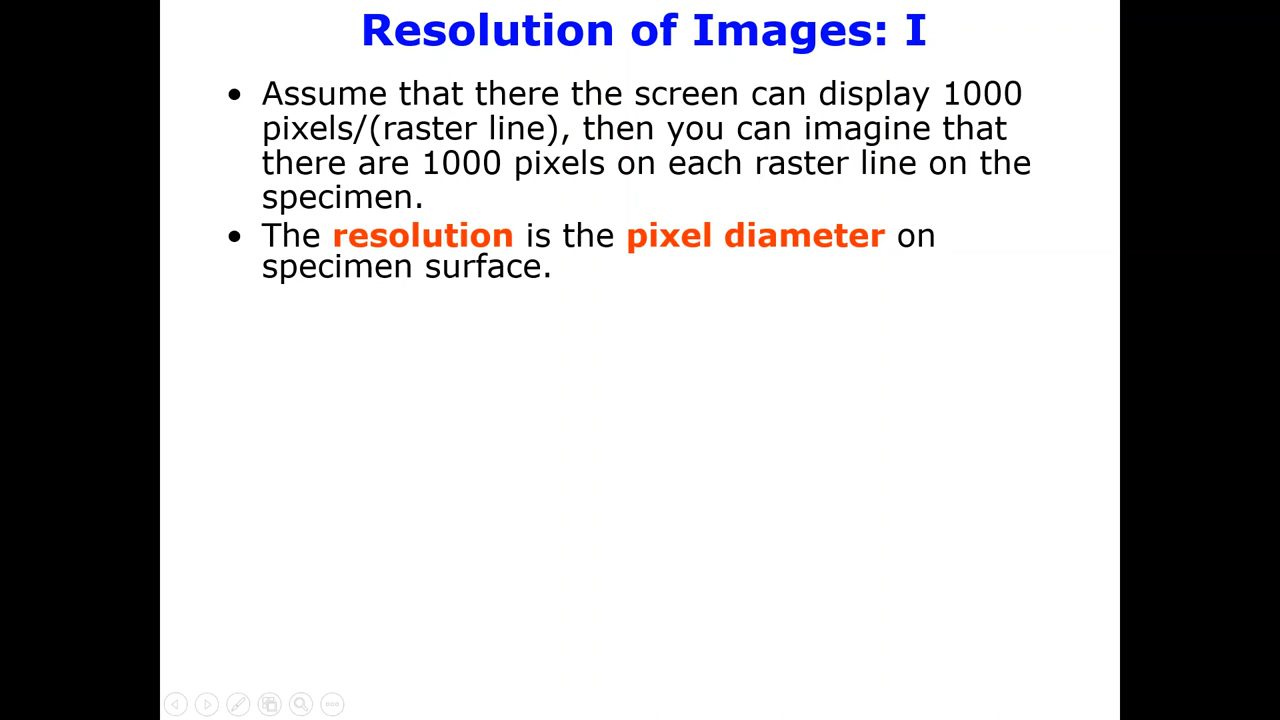 Resolution of Images: I
• Assume that there the screen can display 1000
pixels/(raster line), then you can imagine that
there are 1000 pixels on each raster line on the
specimen.
• The resolution is the pixel diameter on
specimen surface.